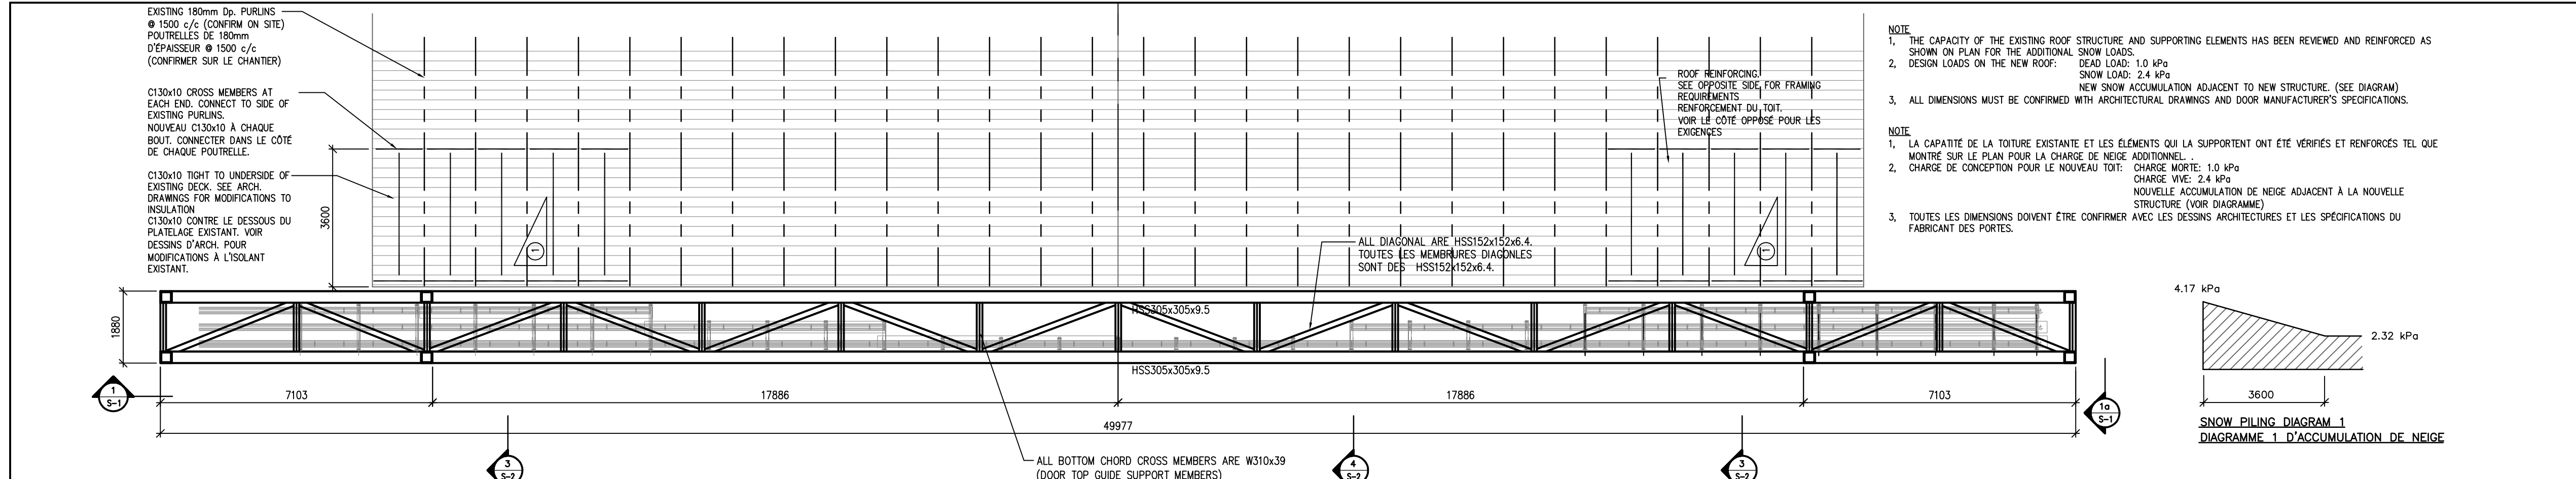 EXISTING 180mm Dp. PURLINS
@ 1500 c/c (CONFIRM ON SITE)
POUTRELLES DE 180mm
D'ÉPAISSEUR @ 1500 c/c
(CONFIRMER SUR LE CHANTIER)
C130x10 CROSS MEMBERS AT
EACH END. CONNECT TO SIDE OF
EXISTING PURLINS.
NOUVEAU C130x10 À CHAQUE
BOUT. CONNECTER DANS LE CÔTÉ
DE CHAQUE POUTRELLE.
C130x10 TIGHT TO UNDERSIDE OF
EXISTING DECK. SEE ARCH.
DRAWINGS FOR MODIFICATIONS TO
INSULATION
C130x10 CONTRE LE DESSOUS DU
PLATELAGE EXISTANT. VOIR
DESSINS D'ARCH. POUR
MODIFICATIONS À L'ISOLANT
EXISTANT.
3600
1
ROOF REINFORCING.
SEE OPPOSITE SIDE FOR FRAMING
REQUIREMENTS
RENFORCEMENT DU TOIT.
VOIR LE CÔTÉ OPPOSÉ POUR LES
EXIGENCES
1
ALL DIAGONAL ARE HSS152x152x6.4.
TOUTES LES MEMBRURES DIAGONLES
SONT DES HSS152x152x6.4.
NOTE
1, THE CAPACITY OF THE EXISTING ROOF STRUCTURE AND SUPPORTING ELEMENTS HAS BEEN REVIEWED AND REINFORCED AS
SHOWN ON PLAN FOR THE ADDITIONAL SNOW LOADS.
2, DESIGN LOADS ON THE NEW ROOF: DEAD LOAD: 1.0 kPa
SNOW LOAD: 2.4 kPa
NEW SNOW ACCUMULATION ADJACENT TO NEW STRUCTURE. (SEE DIAGRAM)
3, ALL DIMENSIONS MUST BE CONFIRMED WITH ARCHITECTURAL DRAWINGS AND DOOR MANUFACTURER'S SPECIFICATIONS.
NOTE
1, LA CAPATITÉ DE LA TOITURE EXISTANTE ET LES ÉLÉMENTS QUI LA SUPPORTENT ONT ÉTÉ VÉRIFIÉS ET RENFORCÉS TEL QUE
MONTRÉ SUR LE PLAN POUR LA CHARGE DE NEIGE ADDITIONNEL. .
2, CHARGE DE CONCEPTION POUR LE NOUVEAU TOIT: CHARGE MORTE: 1.0 kPa
CHARGE VIVE: 2.4 kPa
NOUVELLE ACCUMULATION DE NEIGE ADJACENT À LA NOUVELLE
STRUCTURE (VOIR DIAGRAMME)
3, TOUTES LES DIMENSIONS DOIVENT ÊTRE CONFIRMER AVEC LES DESSINS ARCHITECTURES ET LES SPÉCIFICATIONS DU
FABRICANT DES PORTES.
1880
HSS305x305x9.5
HSS305x305x9.5
7103
17886
17886
7103
49977
1
S-1
1a
S-1
3
S-2
4
S-2
3
S-2
ALL BOTTOM CHORD CROSS MEMBERS ARE W310x39
(DOOR TOP GUIDE SUPPORT MEMBERS)
4.17 kPa
2.32 kPa
3600
SNOW PILING DIAGRAM 1
DIAGRAMME 1 D'ACCUMULATION DE NEIGE